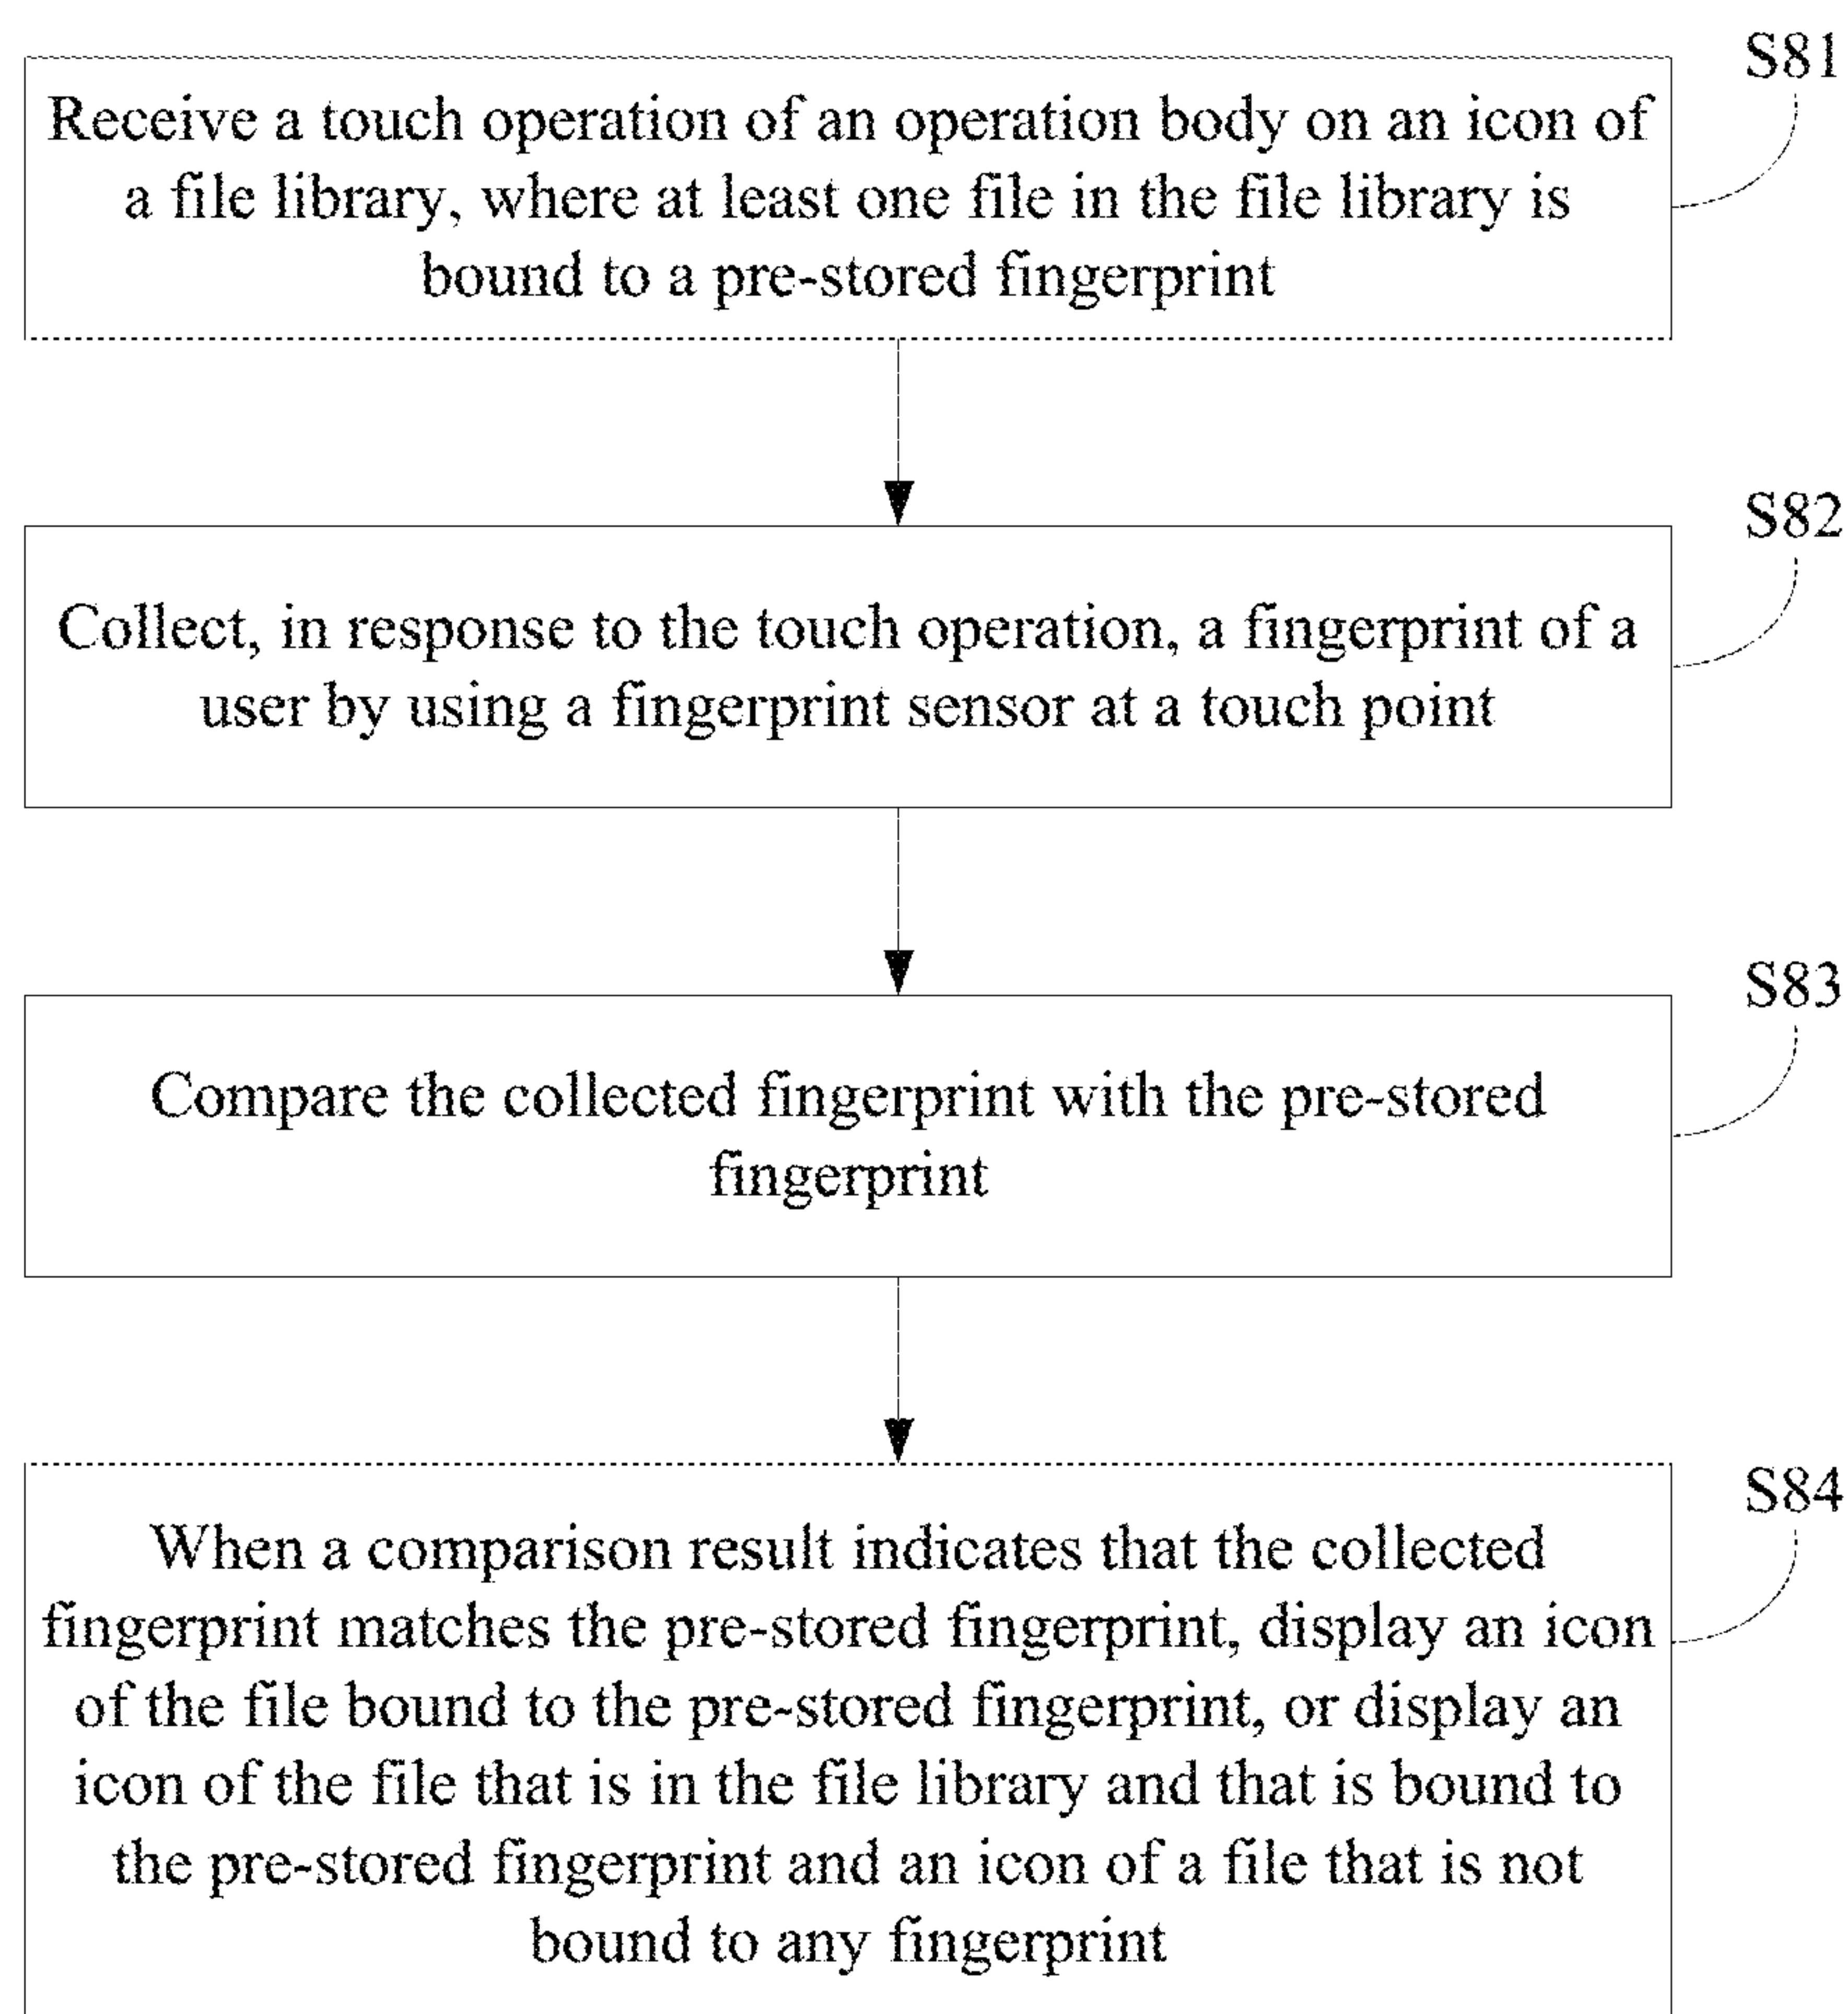 S81
Receive a touch operation of an operation body on an icon of
a file library, where at least one file in the file library is
bound to a pre-stored fingerprint
S82
Collect, in response to the touch operation, a fingerprint of a
user by using a fingerprint sensor at a touch point
S83
Compare the collected fingerprint with the pre-stored
fingerprint
S84
When a comparison result indicates that the collected
fingerprint matches the pre-stored fingerprint, display an icon
of the file bound to the pre-stored fingerprint, or display an
icon of the file that is in the file library and that is bound to
the pre-stored fingerprint and an icon of a file that is not
bound to any fingerprint